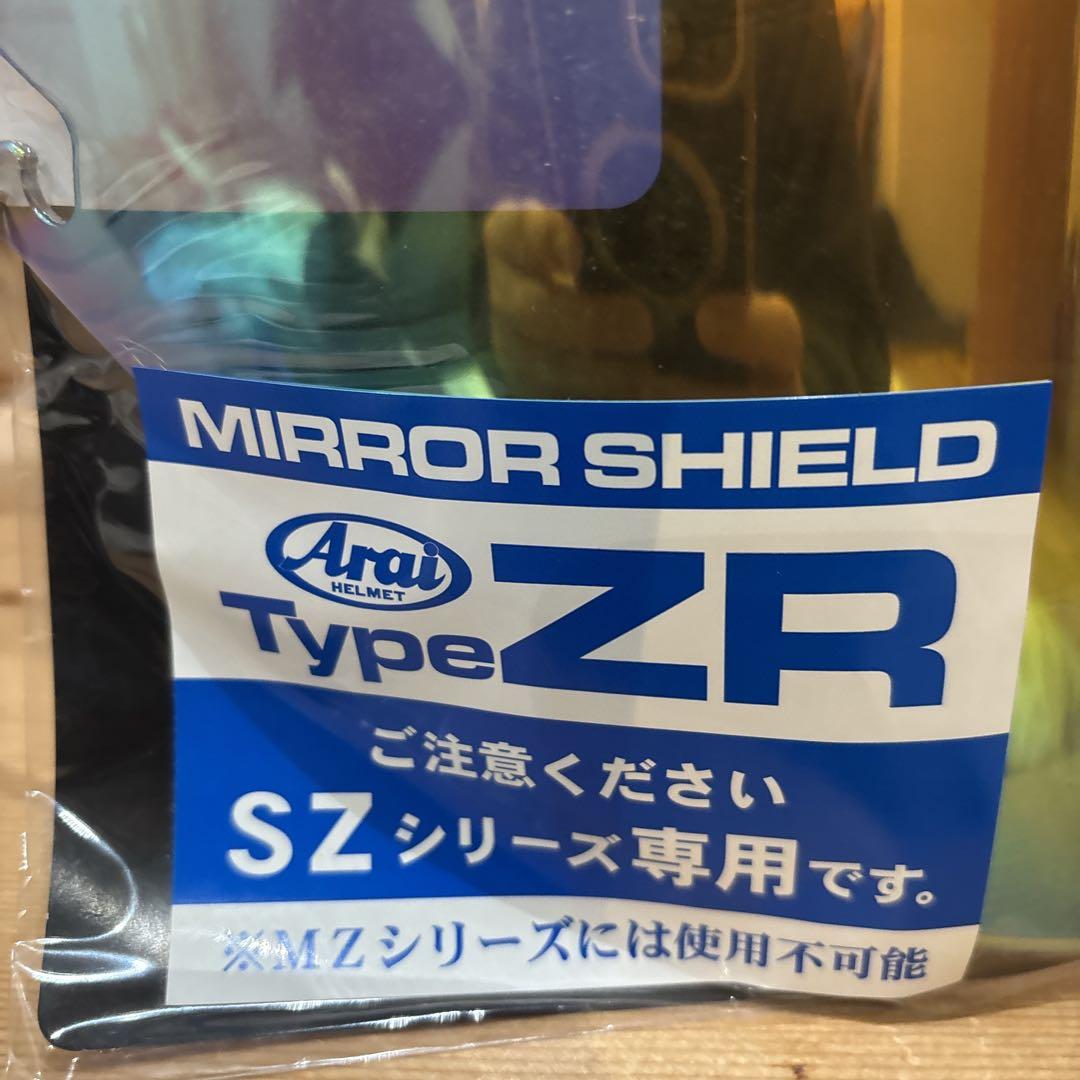 MIRROR SHIELD
Arai
HELMET
Type ZR
ご注意ください
SZシリーズ専用です。
※MZシリーズには使用不可能